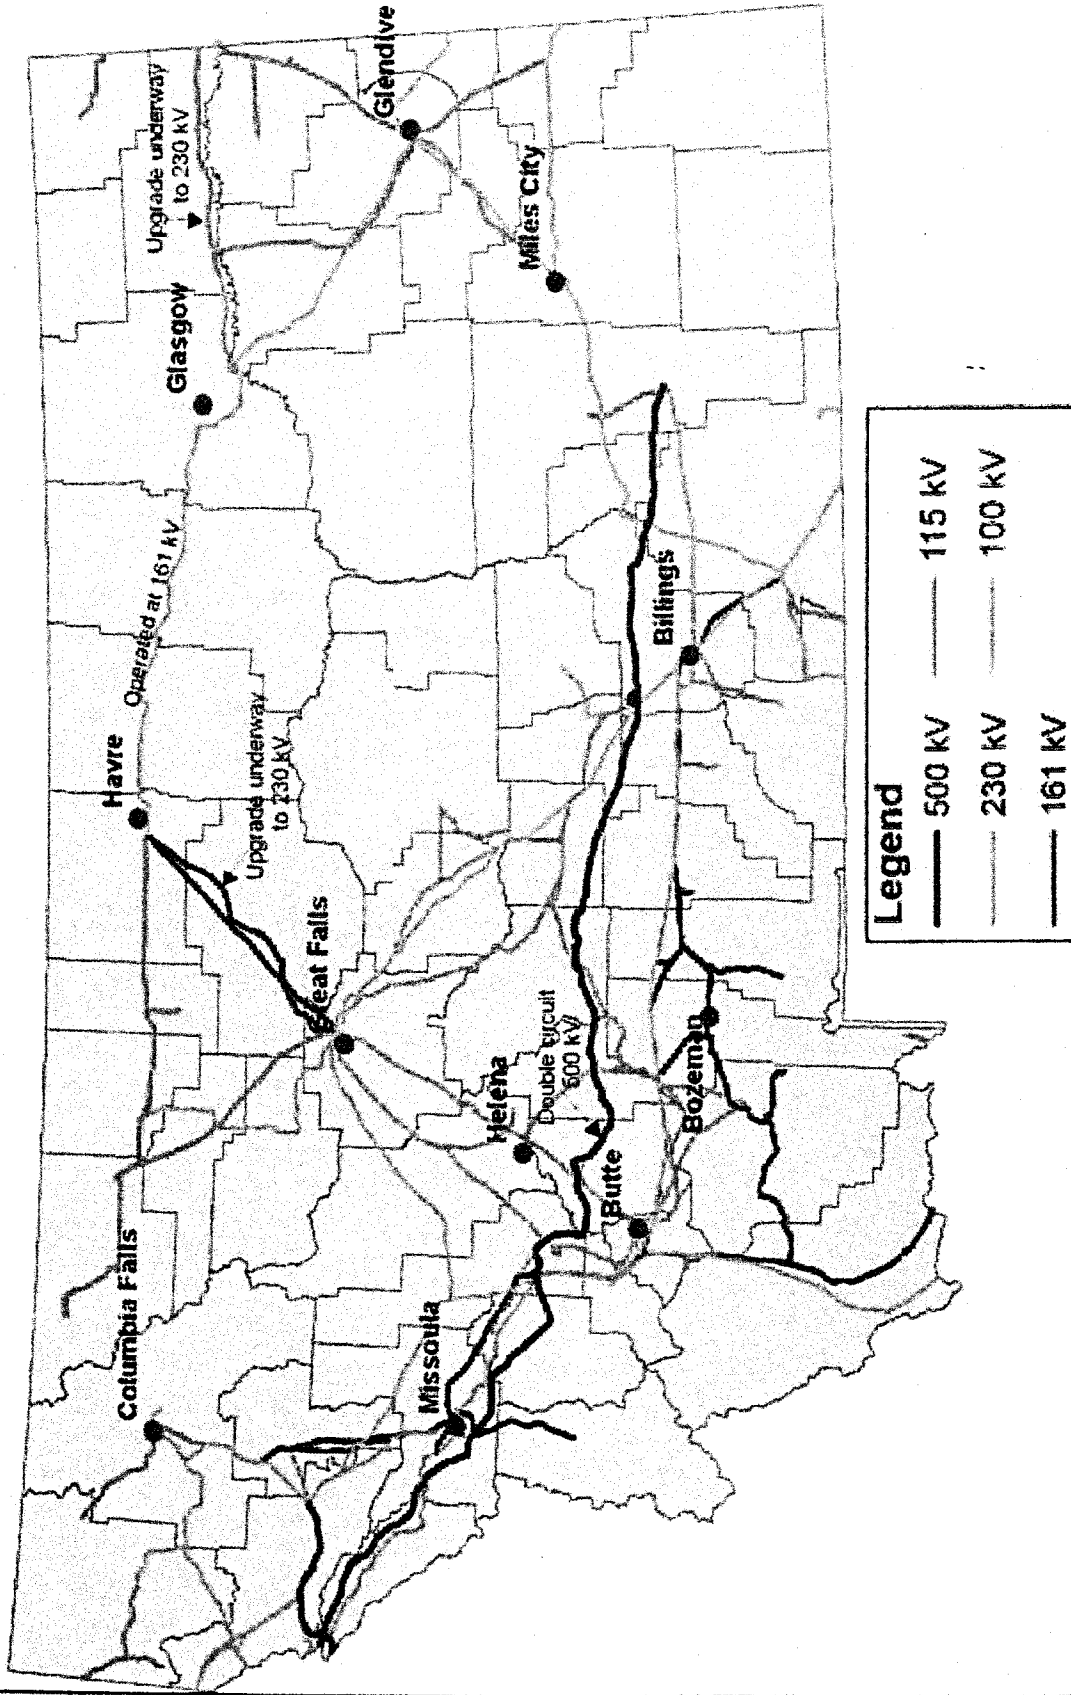 Columbia Falls
Havre
Operated at 161 kV
Glasgow
Upgrade underway
to 230 kV
Upgrade underway
to 230 kV
Great Falls
Glendive
Missoula
Helena
Double circuit
500 kV
Miles City
Butte
Bozeman
Billings
Legend
500 kV
115 kV
230 kV
100 kV
161 kV